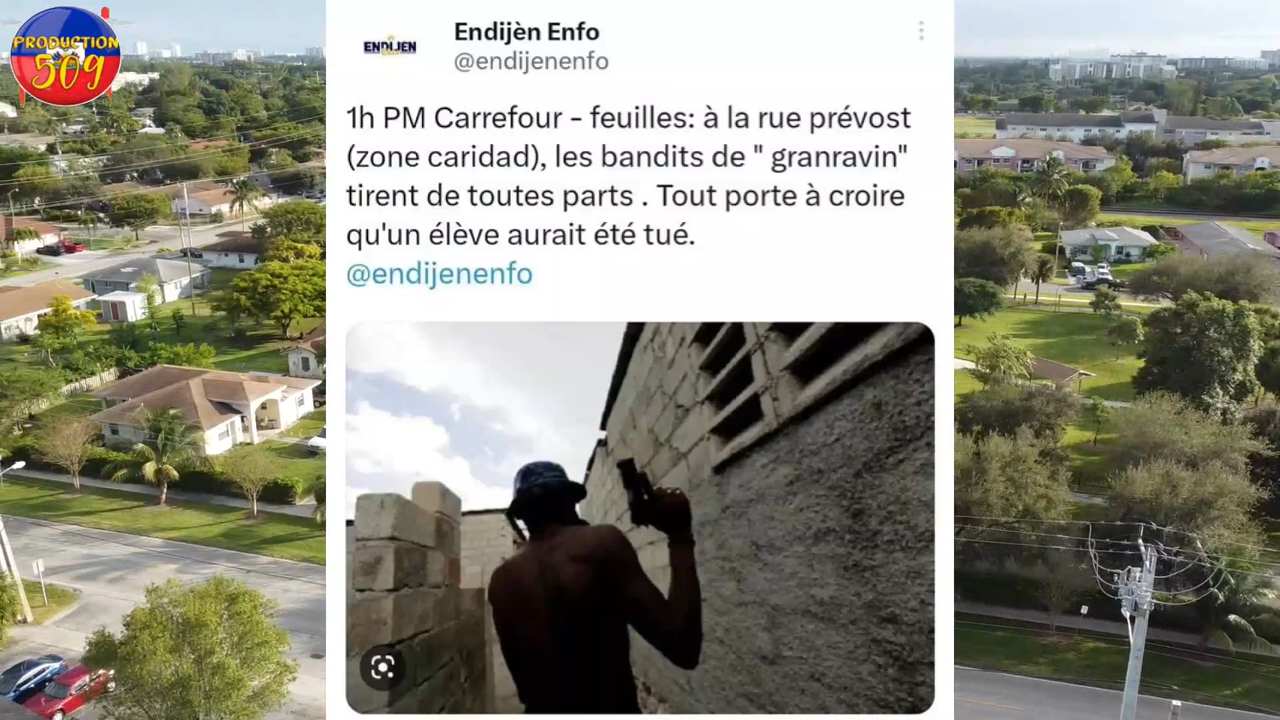 PRODUCTION
509
ENDIJEN
Endijèn Enfo
@endijenenfo
1h PM Carrefour - feuilles: à la rue prévost
(zone caridad), les bandits de " granravin"
tirent de toutes parts . Tout porte à croire
qu'un élève aurait été tué.
@endijenenfo